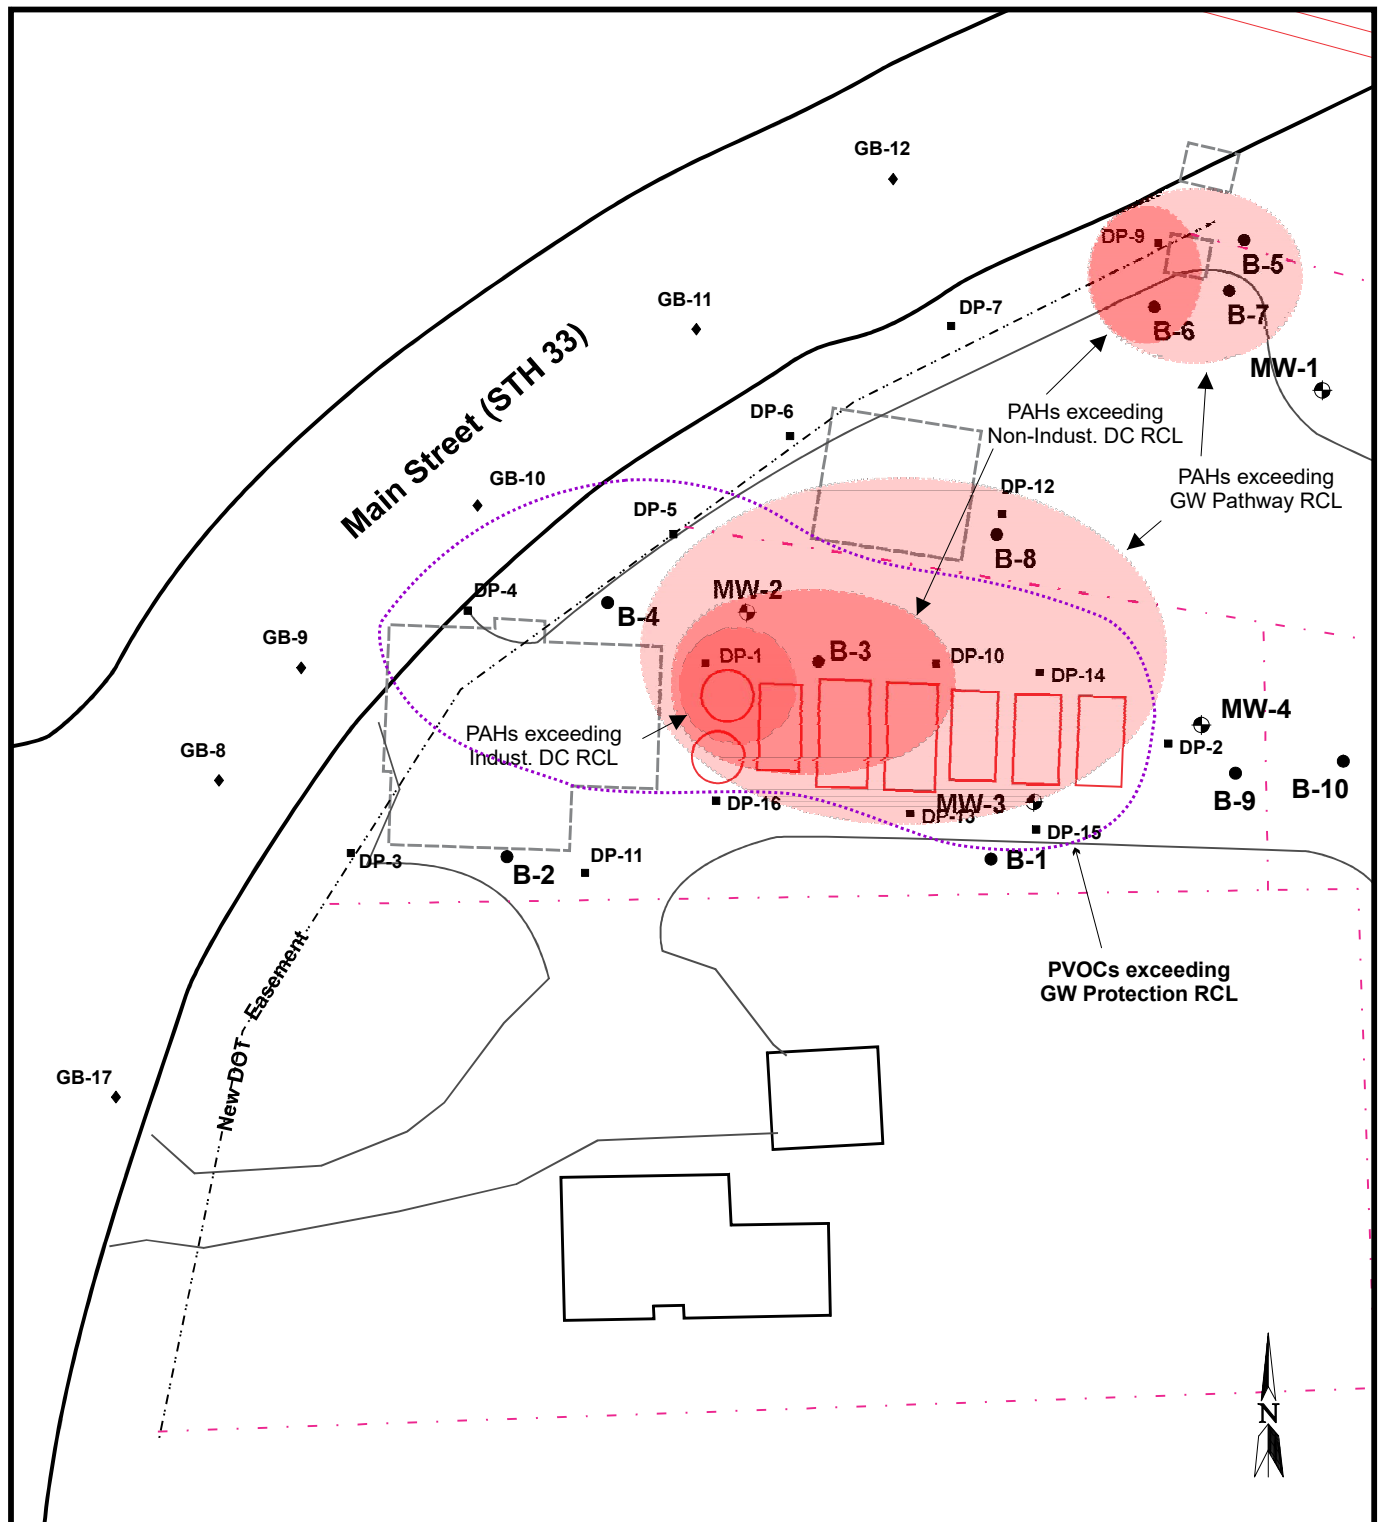 GB-12
DP-9
B-5
GB-11
DP-7
B-7
B-6
Main Street (STH 33)
MW-1
DP-6
PAHs exceeding
Non-Indust. DC RCL
GB-10
PAHs exceeding
GW Pathway RCL
DP-12
DP-5
B-8
DP-4
MW-2
B-4
GB-9
DP-1
B-3
DP-10
DP-14
MW-4
PAHs exceeding
Indust. DC RCL
DP-2
GB-8
B-10
B-9
DP-16
MW-3
DP-13
DP-15
DP-3
B-2
DP-11
B-1
New DOT Easement
PVOCs exceeding
GW Protection RCL
GB-17
N